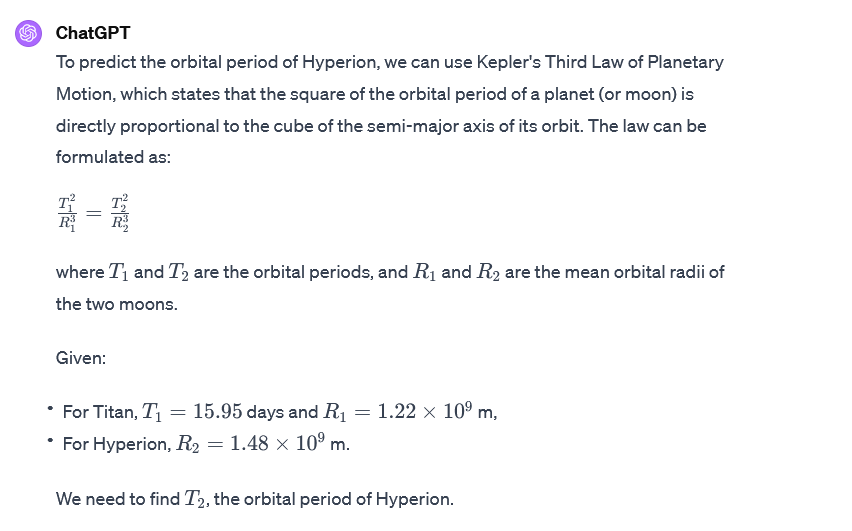 ChatGPT
To predict the orbital period of Hyperion, we can use Kepler's Third Law of Planetary
Motion, which states that the square of the orbital period of a planet (or moon) is
directly proportional to the cube of the semi-major axis of its orbit. The law can be
formulated as:
$\frac{T_1^2}{R_1^3} = \frac{T_2^2}{R_2^3}$
where $T_1$ and $T_2$ are the orbital periods, and $R_1$ and $R_2$ are the mean orbital radii of
the two moons.
Given:
• For Titan, $T_1 = 15.95$ days and $R_1 = 1.22 \times 10^9$ m,
• For Hyperion, $R_2 = 1.48 \times 10^9$ m.
We need to find $T_2$, the orbital period of Hyperion.